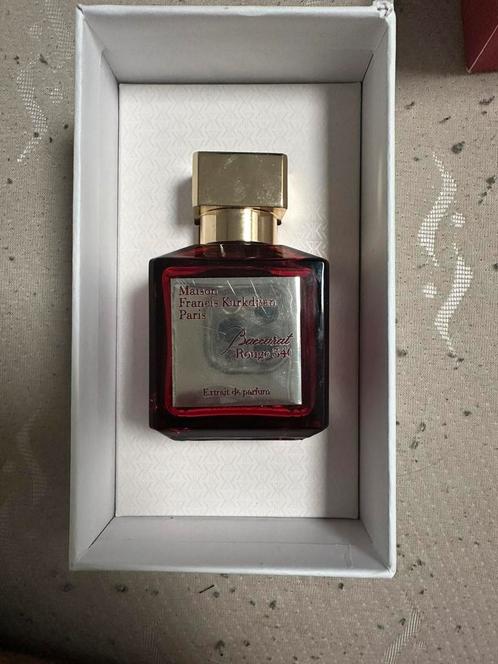 Maison
Francis Kurkdjian
Paris
Baccarat
Rouge 540
Extrait de parfum